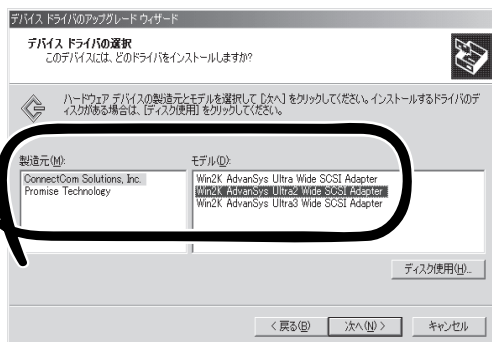 デバイス ドライバのアップグレード ウィザード
デバイス ドライバの選択
このデバイスには、どのドライバをインストールしますか?
ハードウェア デバイスの製造元とモデルを選択して [次へ] をクリックしてください。インストールするドライバのデ
ィスクがある場合は、[ディスク使用] をクリックしてください。
製造元(M):
モデル(D):
ConnectCom Solutions, Inc.
Promise Technology
Win2K AdvanSys Ultra Wide SCSI Adapter
Win2K AdvanSys Ultra2 Wide SCSI Adapter
Win2K AdvanSys Ultra3 Wide SCSI Adapter
ディスク使用(H)...
< 戻る(B)
次へ(N) >
キャンセル